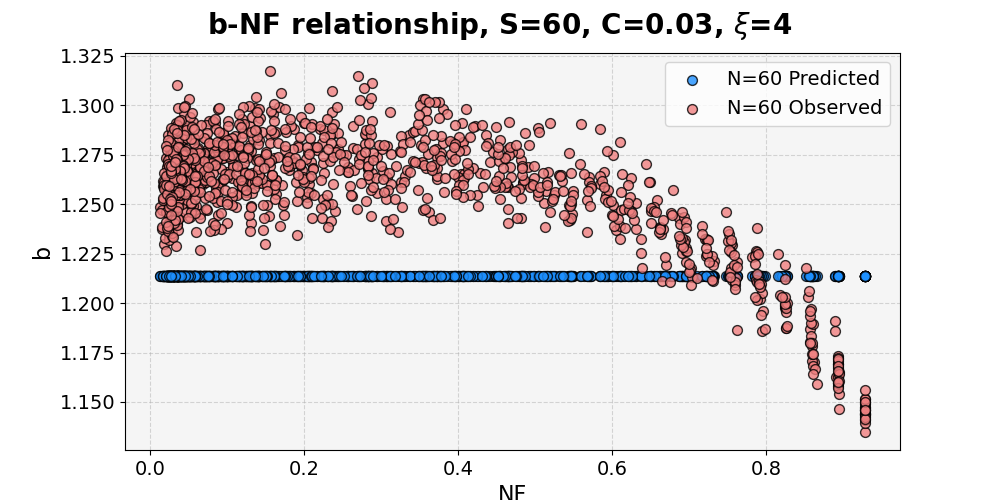 b-NF relationship, S=60, C=0.03, ξ=4
1.325
1.300
1.275
1.250
1.225
1.200
1.175
1.150
b
N=60 Predicted
N=60 Observed
0.0
0.2
0.4
0.6
0.8
NF